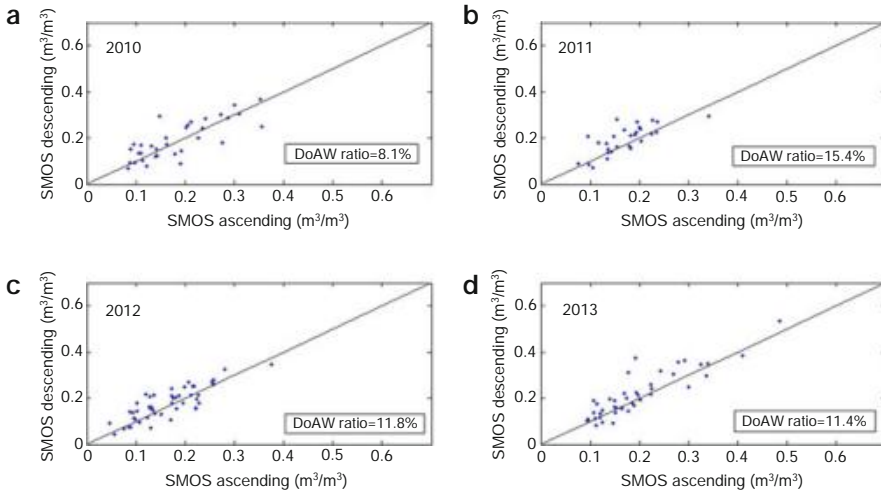 a
SMOS descending (m³/m³)
0.6
0.4
0.2
0
2010
DoAW ratio=8.1%
0 0.1 0.2 0.3 0.4 0.5 0.6
SMOS ascending (m³/m³)
b
SMOS descending (m³/m³)
0.6
0.4
0.2
0
2011
DoAW ratio=15.4%
0 0.1 0.2 0.3 0.4 0.5 0.6
SMOS ascending (m³/m³)
c
SMOS descending (m³/m³)
0.6
0.4
0.2
0
2012
DoAW ratio=11.8%
0 0.1 0.2 0.3 0.4 0.5 0.6
SMOS ascending (m³/m³)
d
SMOS descending (m³/m³)
0.6
0.4
0.2
0
2013
DoAW ratio=11.4%
0 0.1 0.2 0.3 0.4 0.5 0.6
SMOS ascending (m³/m³)